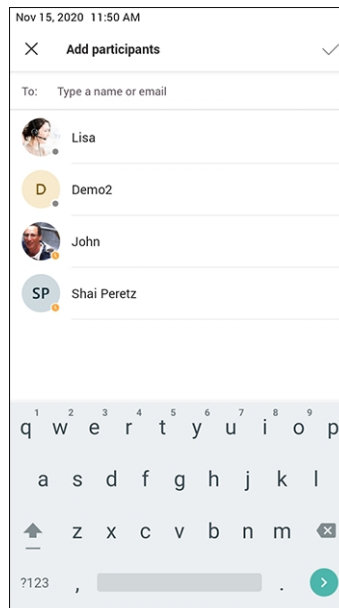 Nov 15, 2020 11:50 AM
Add participants
To: Type a name or email
Lisa
D Demo2
John
SP Shai Peretz
1 2 3 4 5 6 7 8 9
q w e r t y u i o p
a s d f g h j k l
z x c v b n m
?123 , .